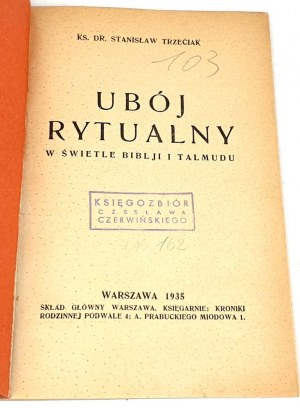 KS. DR. STANISŁAW TRZECIAK
103
UBÓJ
RYTUALNY
W ŚWIETLE BIBLJI I TALMUDU
KSIĘGOZBIÓR
CZESŁAWA
CZERWIŃSKIEGO
162
WARSZAWA 1935
SKŁAD GŁÓWNY WARSZAWA. KSIĘGARNIE: KRONIKI
RODZINNEJ PODWALE 4; A. PRABUCKIEGO MIODOWA 1.